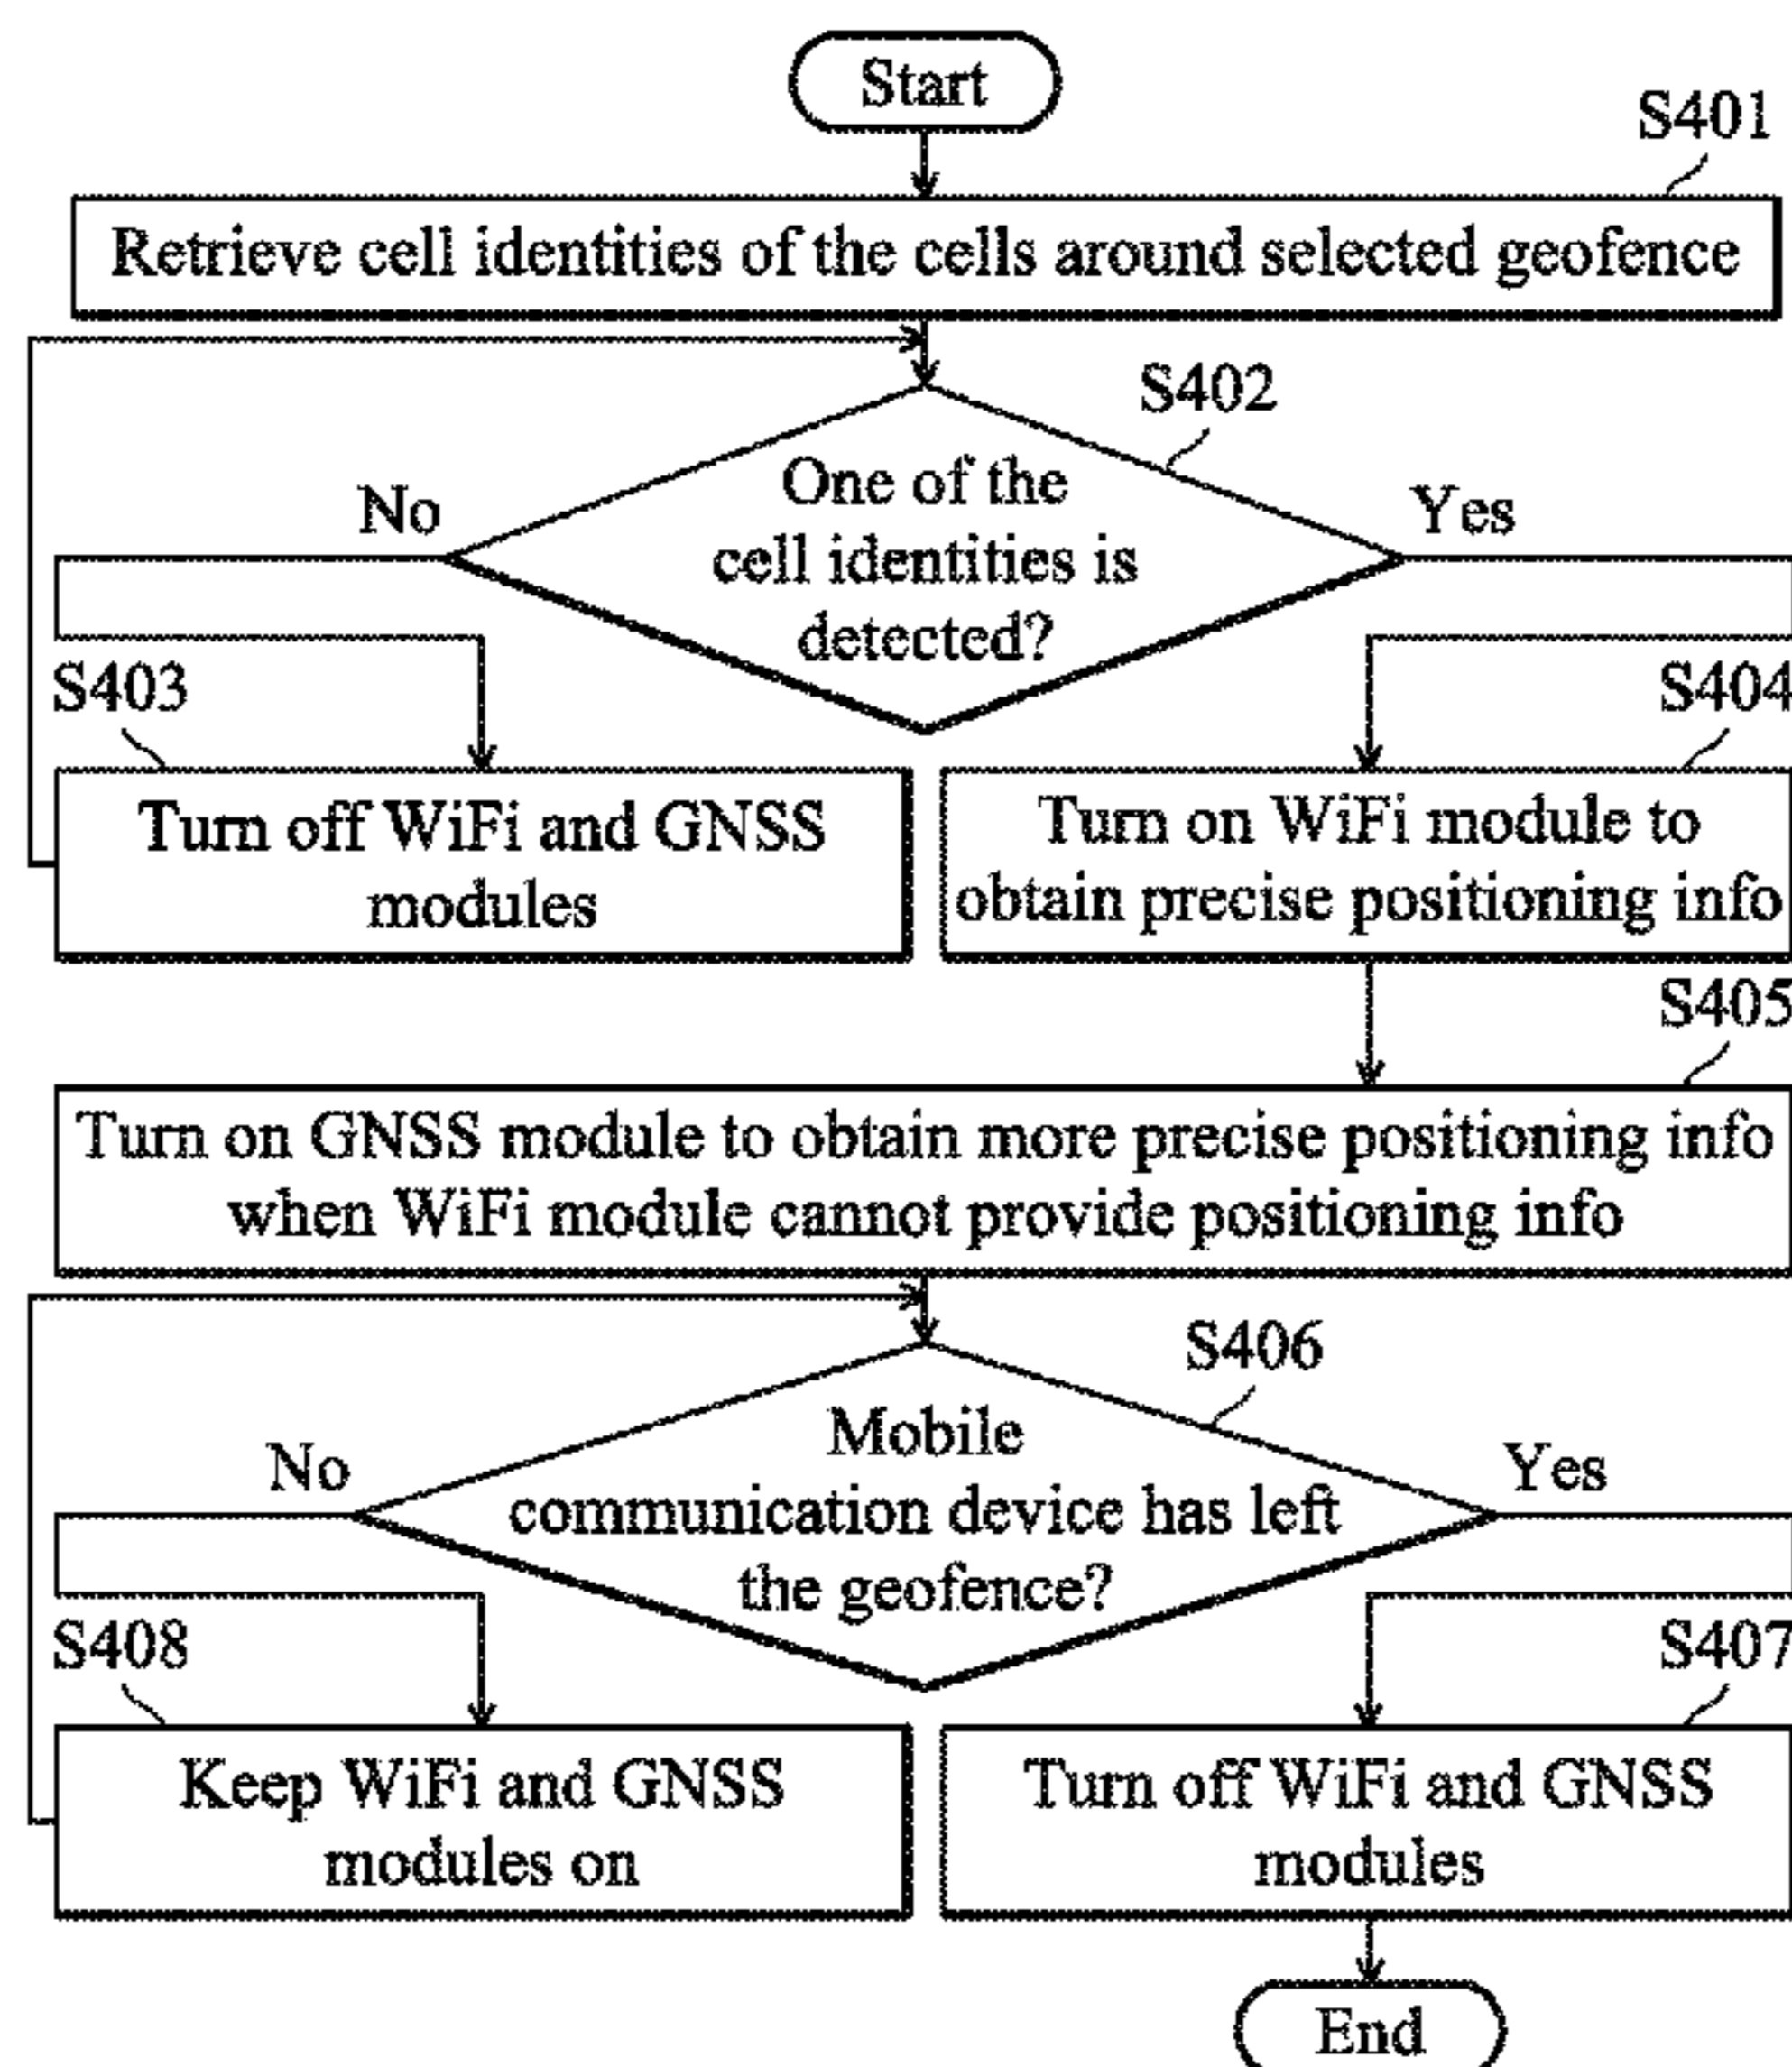 Start
S401
Retrieve cell identities of the cells around selected geofence
S402
One of the
cell identities is
detected?
No
Yes
S403
S404
Turn off WiFi and GNSS
modules
Turn on WiFi module to
obtain precise positioning info
S405
Turn on GNSS module to obtain more precise positioning info
when WiFi module cannot provide positioning info
S406
Mobile
communication device has left
the geofence?
No
Yes
S408
S407
Keep WiFi and GNSS
modules on
Turn off WiFi and GNSS
modules
End